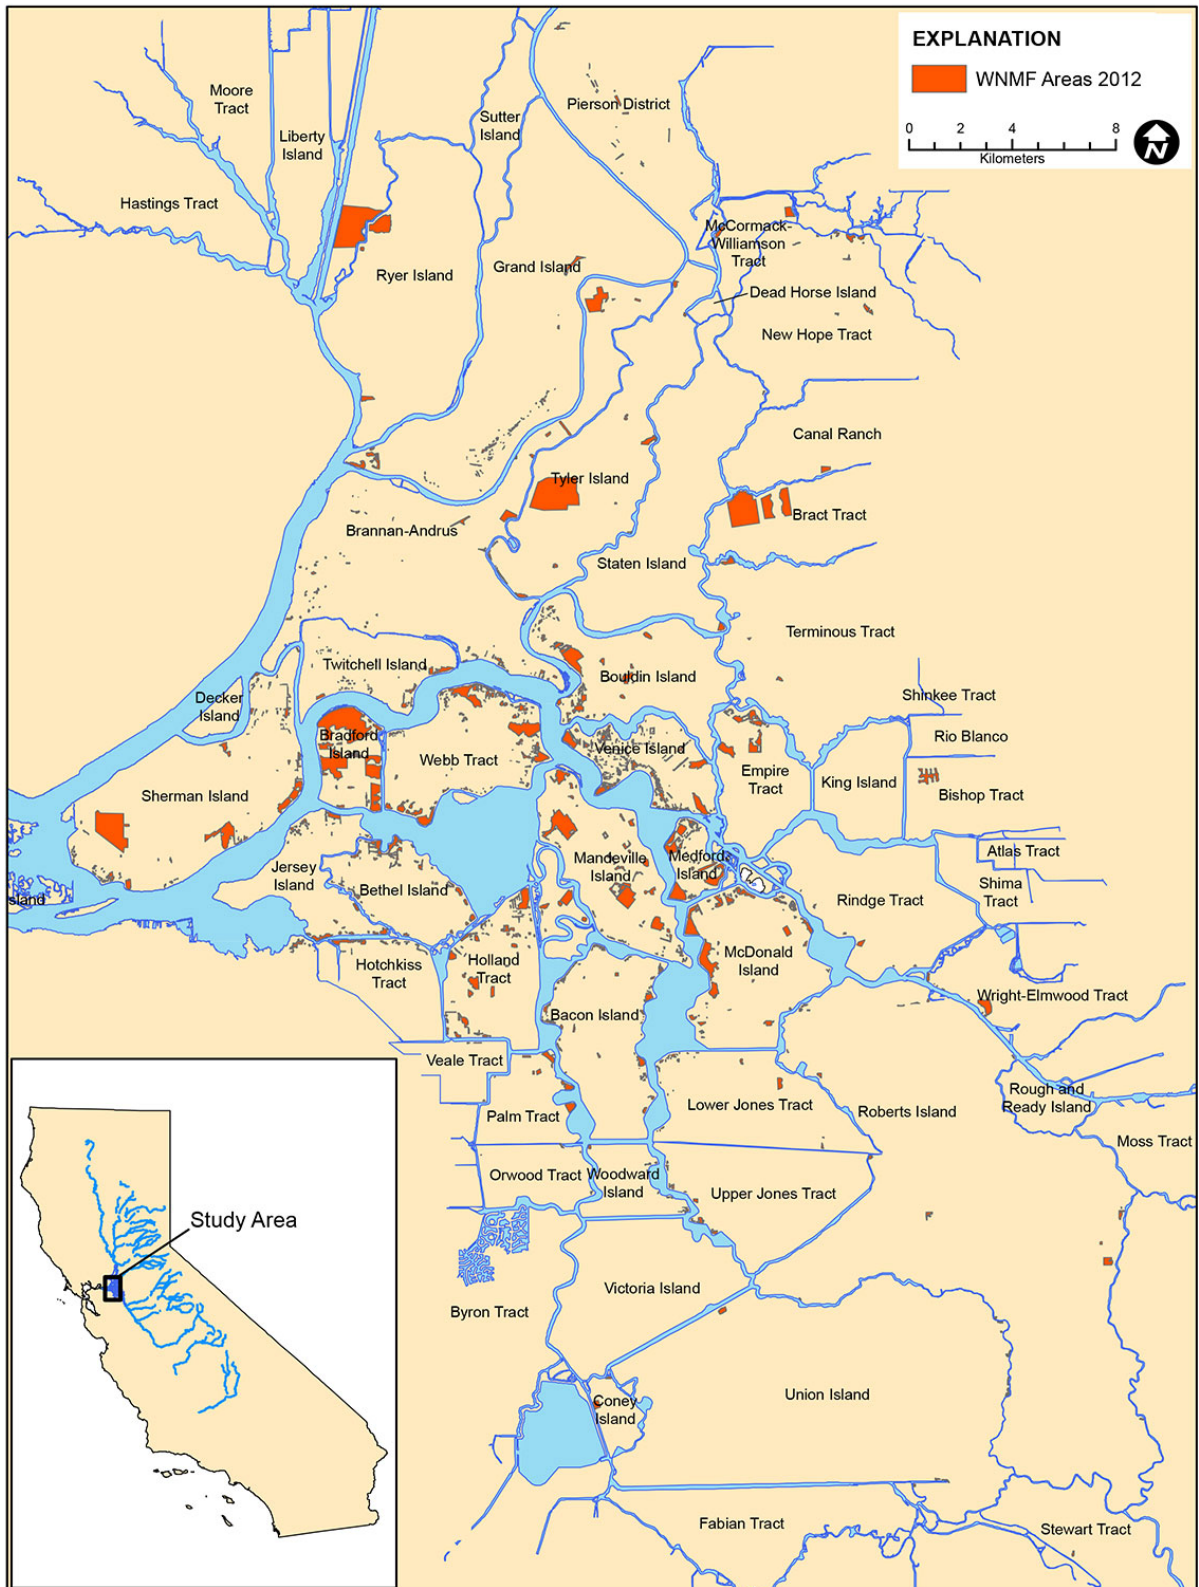 EXPLANATION
WNMF Areas 2012
0 2 4 8
Kilometers
N
Moore
Tract
Liberty
Island
Sutter
Island
Pierson District
Hastings Tract
McCormack-
Williamson
Tract
Ryer Island
Grand Island
Dead Horse Island
New Hope Tract
Canal Ranch
Tyler Island
Bract Tract
Brannan-Andrus
Staten Island
Terminous Tract
Twitchell Island
Bouldin Island
Decker
Island
Shinkee Tract
Bradford
Island
Webb Tract
Venice Island
Rio Blanco
Empire
Tract
King Island
Bishop Tract
Sherman Island
Jersey
Island
Bethel Island
Mandeville
Island
Medford
Island
Atlas Tract
Shima
Tract
sland
Rindge Tract
Hotchkiss
Tract
Holland
Tract
McDonald
Island
Wright-Elmwood Tract
Bacon Island
Veale Tract
Palm Tract
Lower Jones Tract
Roberts Island
Rough and
Ready Island
Moss Tract
Orwood Tract
Woodward
Island
Upper Jones Tract
Study Area
Victoria Island
Byron Tract
Union Island
Coney
Island
Fabian Tract
Stewart Tract